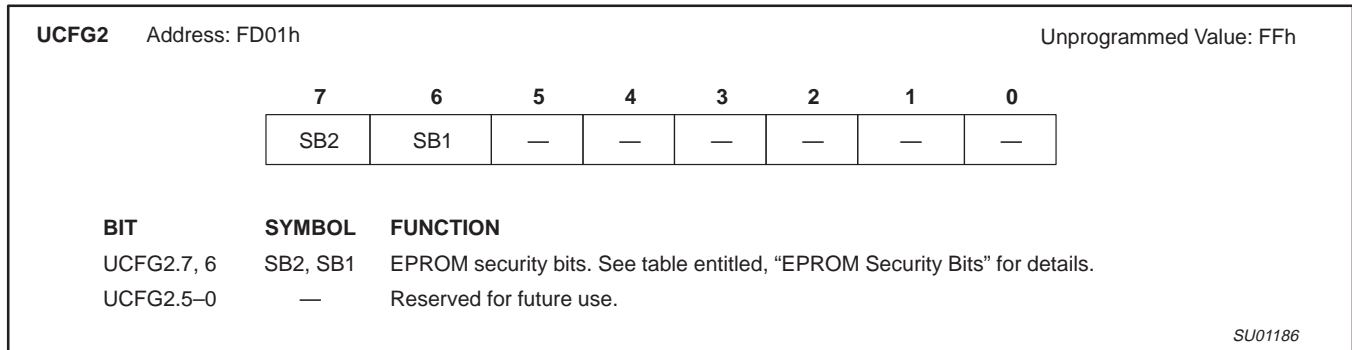 UCFG2 Address: FD01h Unprogrammed Value: FFh
7 6 5 4 3 2 1 0
SB2 SB1 — — — — — —
BIT SYMBOL FUNCTION
UCFG2.7, 6 SB2, SB1 EPROM security bits. See table entitled, “EPROM Security Bits” for details.
UCFG2.5–0 — Reserved for future use.
SU01186